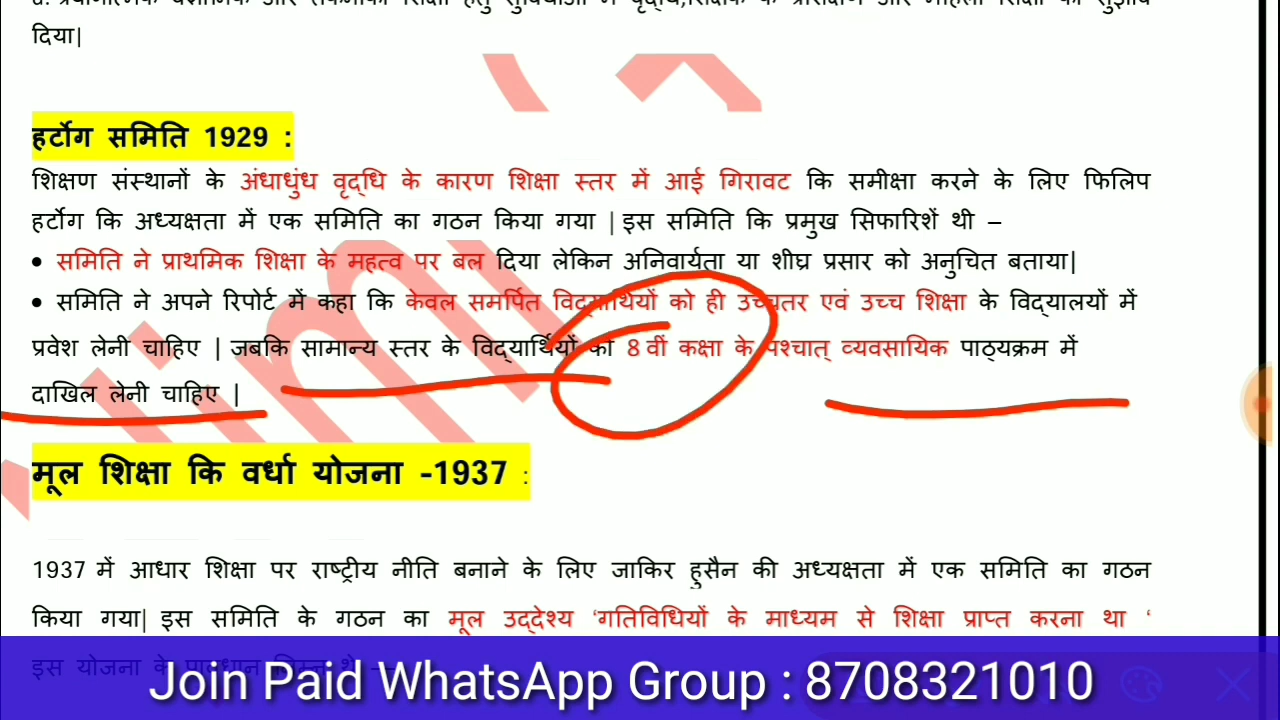 दिया|
हर्टोग समिति 1929 :
शिक्षण संस्थानों के अंधाधुंध वृद्धि के कारण शिक्षा स्तर में आई गिरावट कि समीक्षा करने के लिए फिलिप
हर्टोग कि अध्यक्षता में एक समिति का गठन किया गया | इस समिति कि प्रमुख सिफारिशें थी –
• समिति ने प्राथमिक शिक्षा के महत्व पर बल दिया लेकिन अनिवार्यता या शीघ्र प्रसार को अनुचित बताया|
• समिति ने अपने रिपोर्ट में कहा कि केवल समर्पित विद्यार्थियों को ही उच्चतर एवं उच्च शिक्षा के विद्यालयों में
प्रवेश लेनी चाहिए | जबकि सामान्य स्तर के विद्यार्थियों को 8 वीं कक्षा के पश्चात् व्यवसायिक पाठ्यक्रम में
दाखिल लेनी चाहिए |
मूल शिक्षा कि वर्धा योजना -1937 :
1937 में आधार शिक्षा पर राष्ट्रीय नीति बनाने के लिए जाकिर हुसैन की अध्यक्षता में एक समिति का गठन
किया गया| इस समिति के गठन का मूल उद्देश्य ‘गतिविधियों के माध्यम से शिक्षा प्राप्त करना था ‘
इस योजना के
Join Paid WhatsApp Group : 8708321010